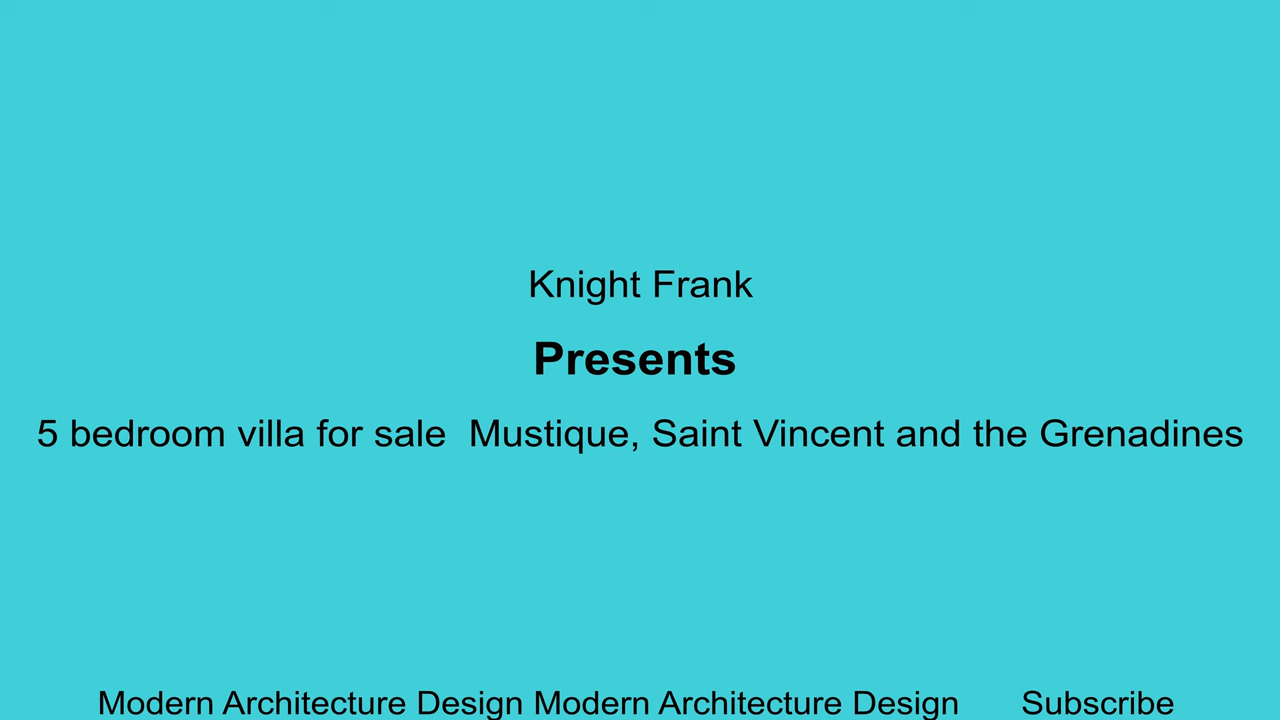 Knight Frank
Presents
5 bedroom villa for sale  Mustique, Saint Vincent and the Grenadines
Modern Architecture Design Modern Architecture Design Subscribe